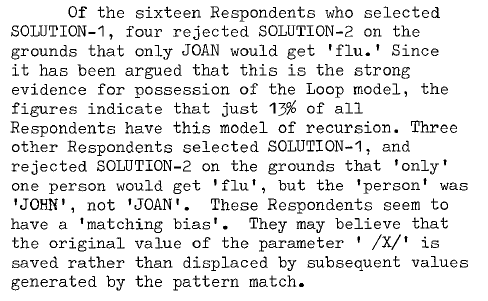 Of the sixteen Respondents who selected
SOLUTION-1, four rejected SOLUTION-2 on the
grounds that only JOAN would get 'flu.' Since
it has been argued that this is the strong
evidence for possession of the Loop model, the
figures indicate that just 13% of all
Respondents have this model of recursion. Three
other Respondents selected SOLUTION-1, and
rejected SOLUTION-2 on the grounds that 'only'
one person would get 'flu', but the 'person' was
'JOHN', not 'JOAN'. These Respondents seem to
have a 'matching bias'. They may believe that
the original value of the parameter ' /X/' is
saved rather than displaced by subsequent values
generated by the pattern match.